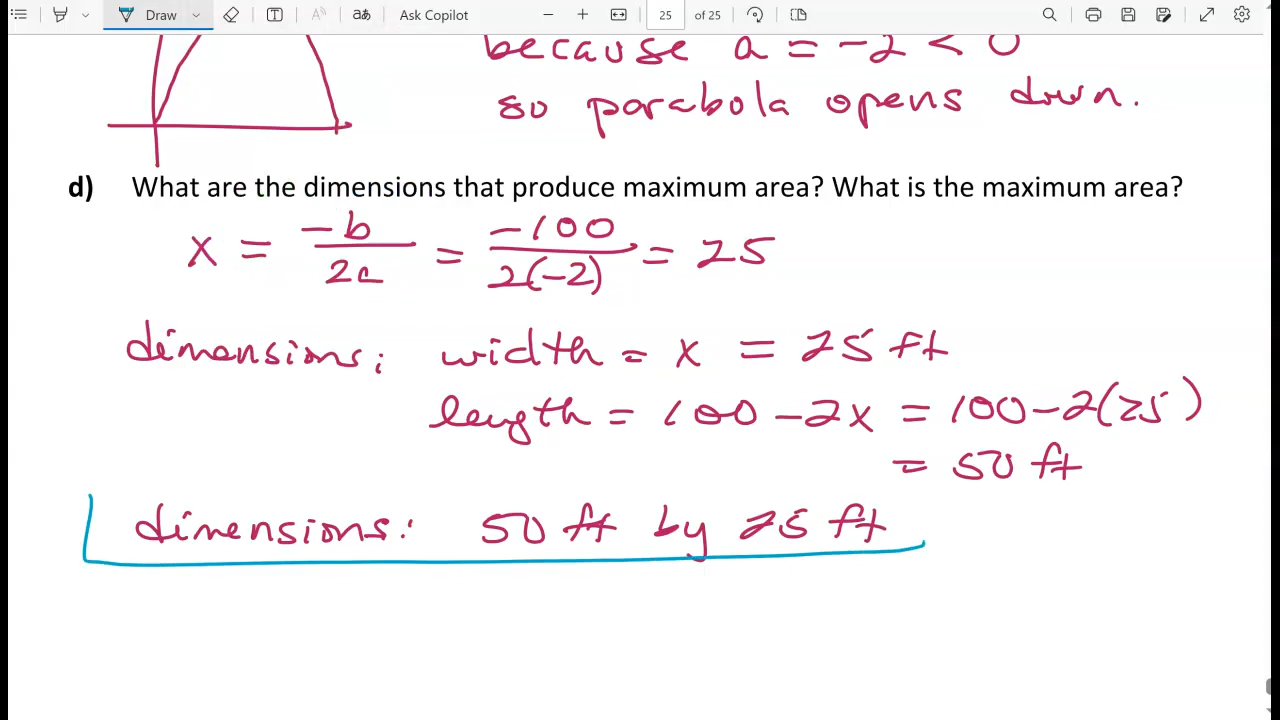 Draw aあ Ask Copilot 25 of 25
because a = -2 < 0
so parabola opens down.
d) What are the dimensions that produce maximum area? What is the maximum area?
x = -b/2a = -100/2(-2) = 25
dimensions: width = x = 25 ft
length = 100 - 2x = 100 - 2(25)
= 50 ft
dimensions: 50 ft by 25 ft